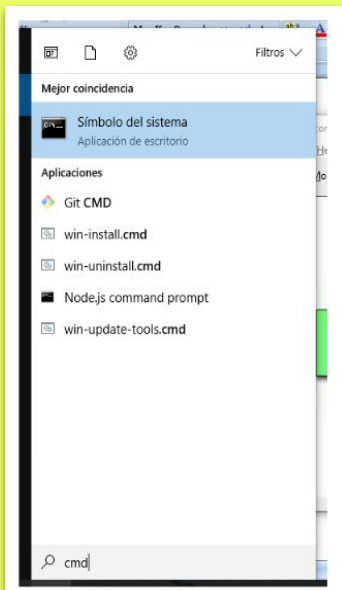 Filtros
Mejor coincidencia
Símbolo del sistema
Aplicación de escritorio
Aplicaciones
Git CMD
win-install.cmd
win-uninstall.cmd
Node.js command prompt
win-update-tools.cmd
cmd